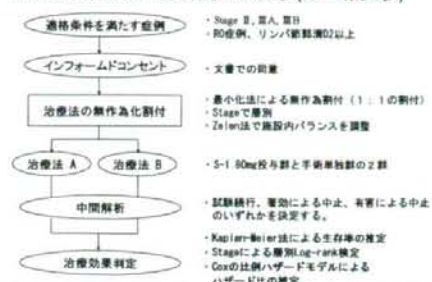 適格条件を満たす症例
・Stage Ⅱ, ⅢA, ⅢB
・R0症例、リンパ節郭清D2以上
インフォームドコンセント
・文書での同意
治療法の無作為化割付
・最小化法による無作為割付（1：1の割付）
・Stageで層別
・Zelen法で施設内バランスを調整
治療法 A
治療法 B
・S-1 80mg投与群と手術単独群の2群
中間解析
・試験続行、著効による中止、有害による中止
のいずれかを決定する。
治療効果判定
・Kaplan-Meier法による生存率の推定
・Stageによる層別Log-rank検定
・Coxの比例ハザードモデルによる
ハザード比の推定